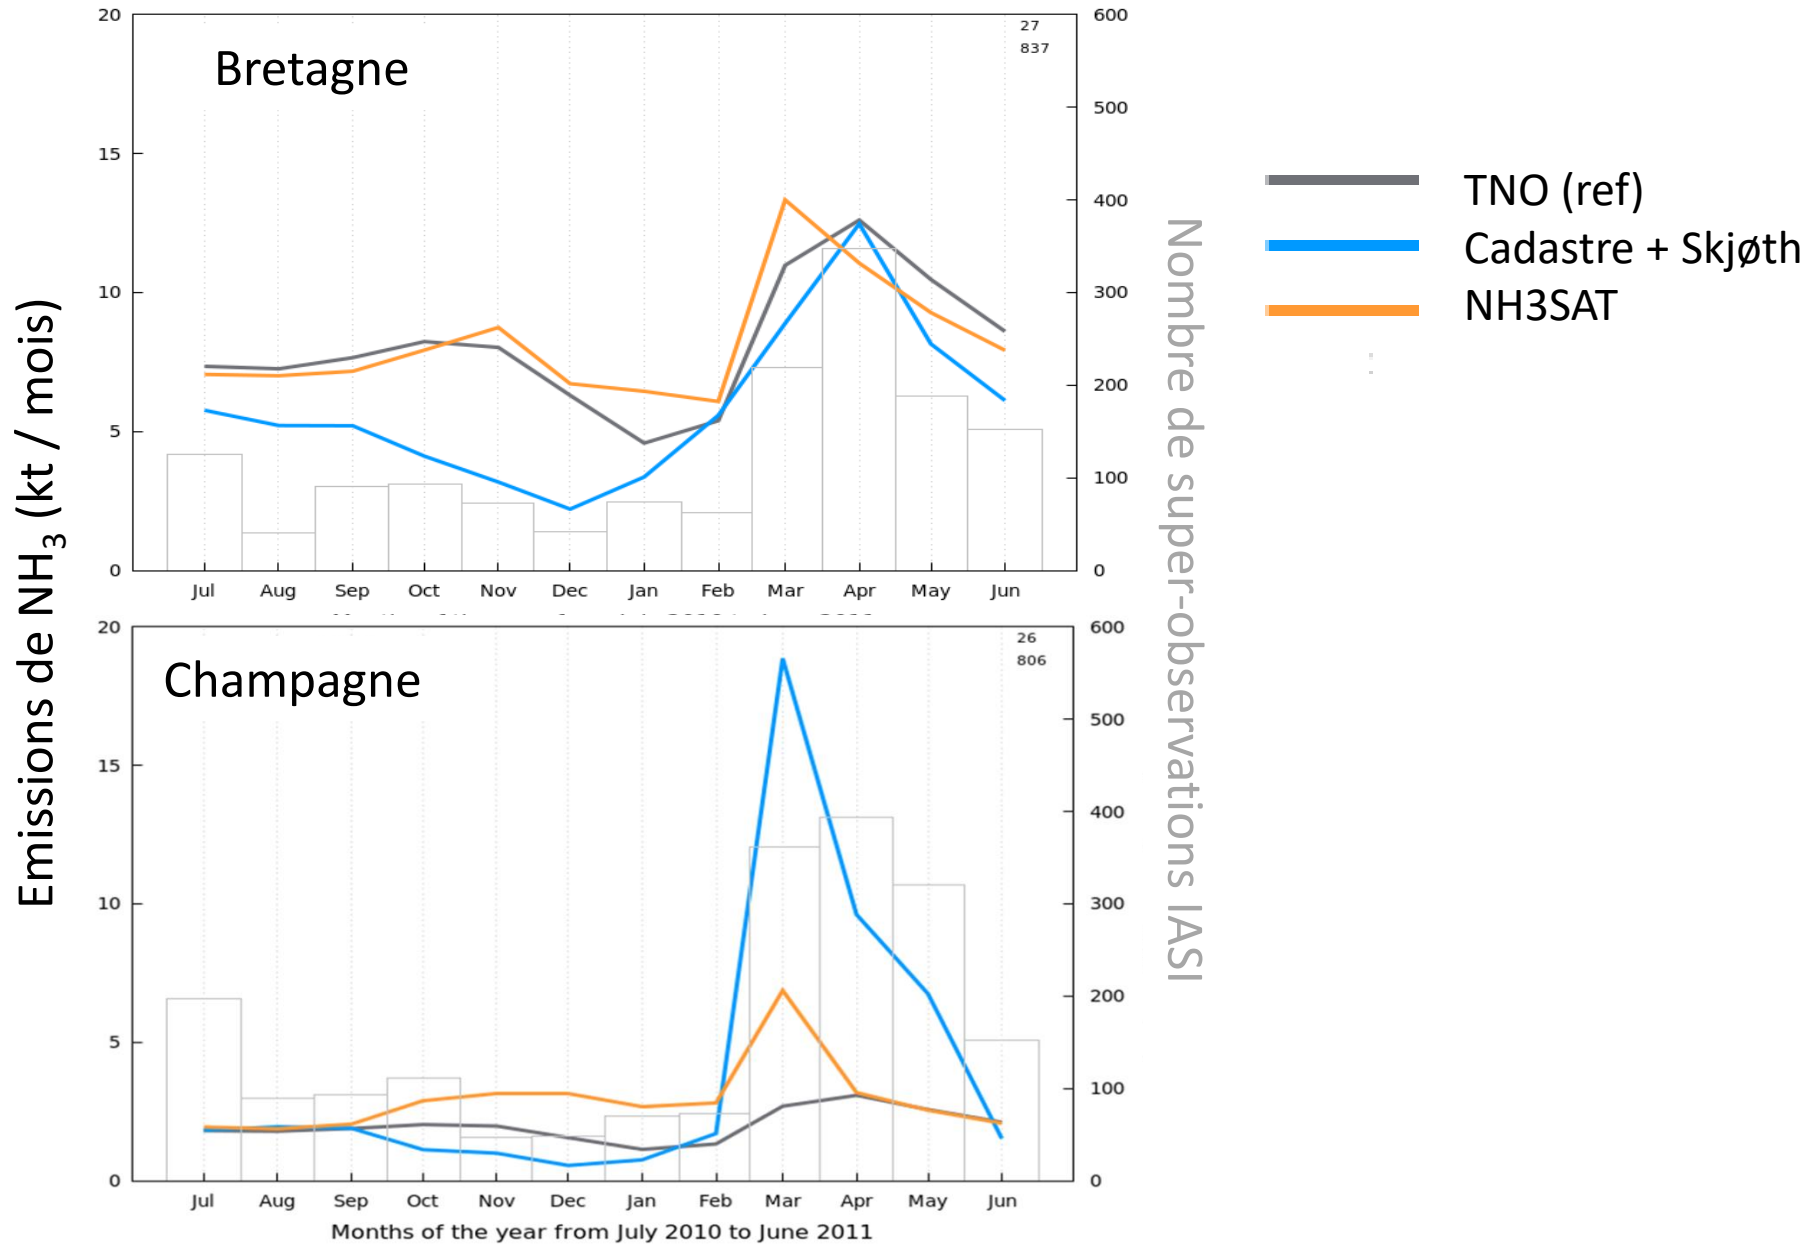 Bretagne
27
837
20
15
10
5
0
600
500
400
300
200
100
0
Jul Aug Sep Oct Nov Dec Jan Feb Mar Apr May Jun
Emissions de NH3 (kt / mois)
Nombre de super-observations IASI
TNO (ref)
Cadastre + Skjøth
NH3SAT
Champagne
26
806
20
15
10
5
0
600
500
400
300
200
100
0
Jul Aug Sep Oct Nov Dec Jan Feb Mar Apr May Jun
Months of the year from July 2010 to June 2011